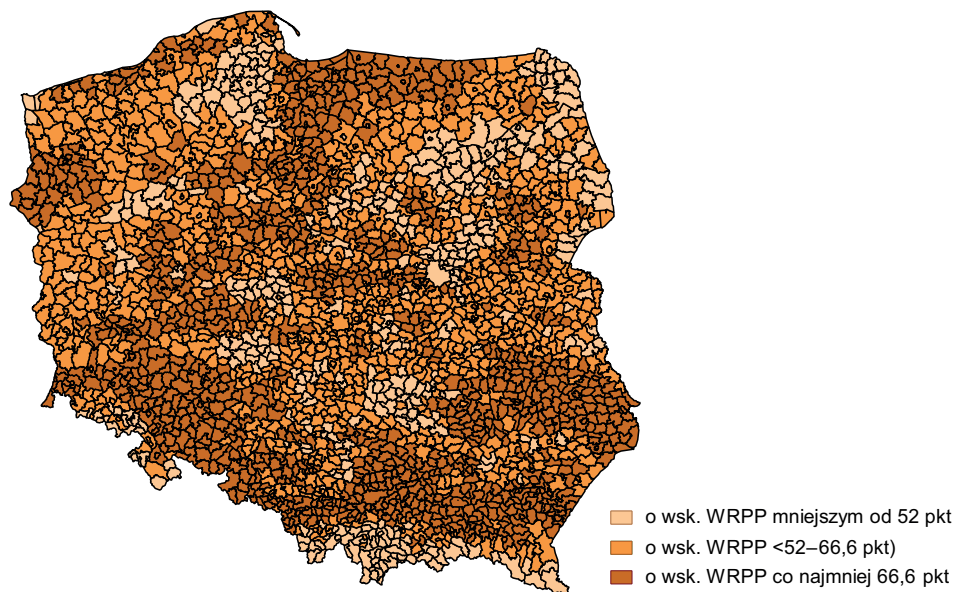 o wsk. WRPP mniejszym od 52 pkt
o wsk. WRPP <52–66,6 pkt)
o wsk. WRPP co najmniej 66,6 pkt